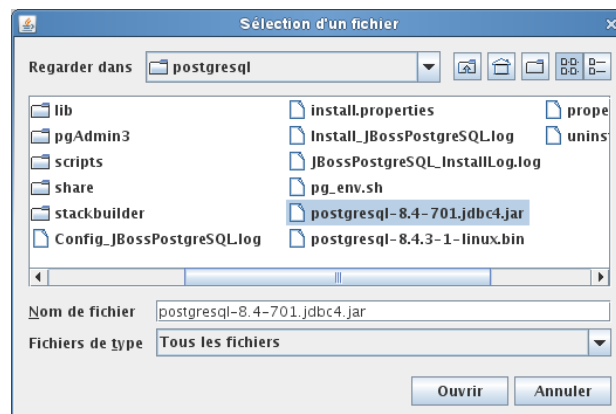 Sélection d'un fichier
Regarder dans
postgresql
lib
pgAdmin3
scripts
share
stackbuilder
Config_JBossPostgreSQL.log
install.properties
Install_JBossPostgreSQL.log
JBossPostgreSQL_InstallLog.log
pg_env.sh
postgresql-8.4-701.jdbc4.jar
postgresql-8.4.3-1-linux.bin
prope
unins
Nom de fichier
postgresql-8.4-701.jdbc4.jar
Fichiers de type
Tous les fichiers
Ouvrir
Annuler